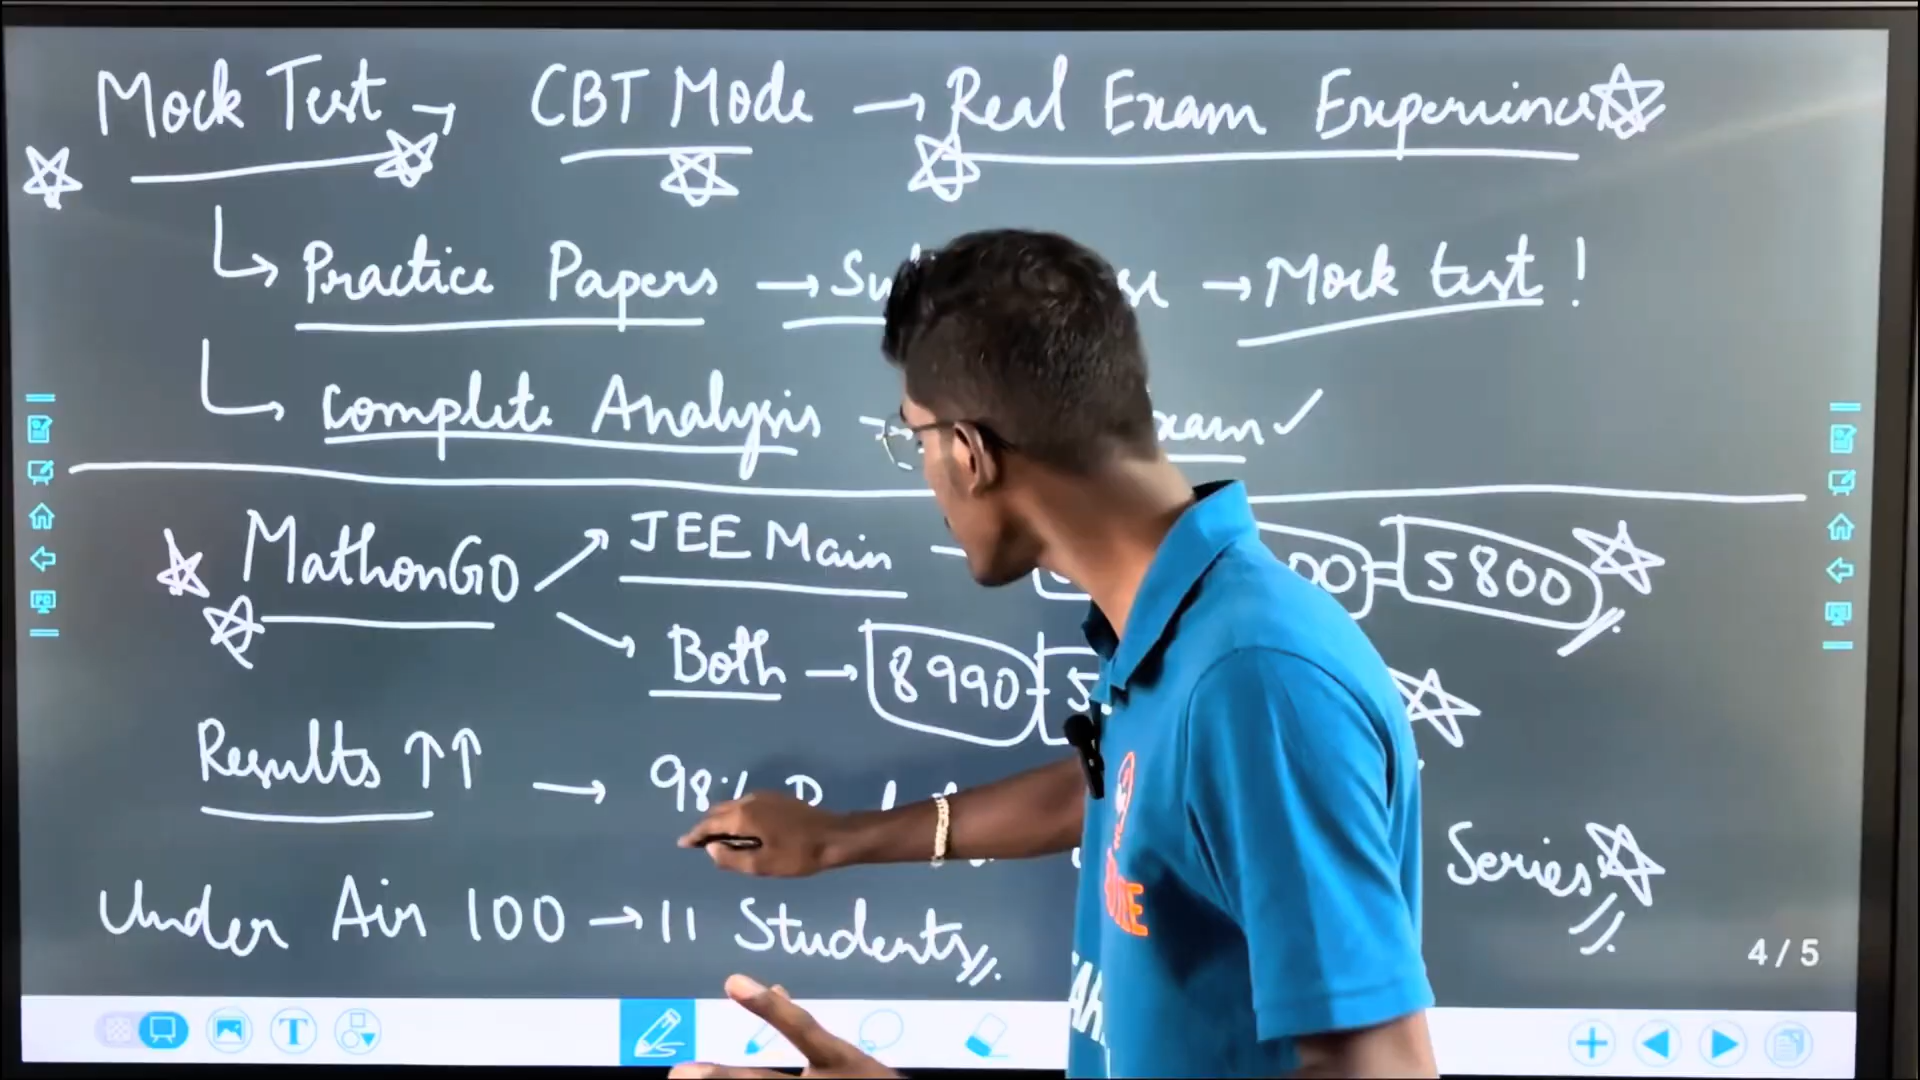 Mock Test → CBT Mode → Real Exam Experience
↳ Practice Papers → → Mock test !
↳ Complete Analysis → ✓
MathonGO JEE Main 5800
Both → 8990
Results ↑↑ → 98%
Series
Under Air 100 → 11 Students
4 / 5